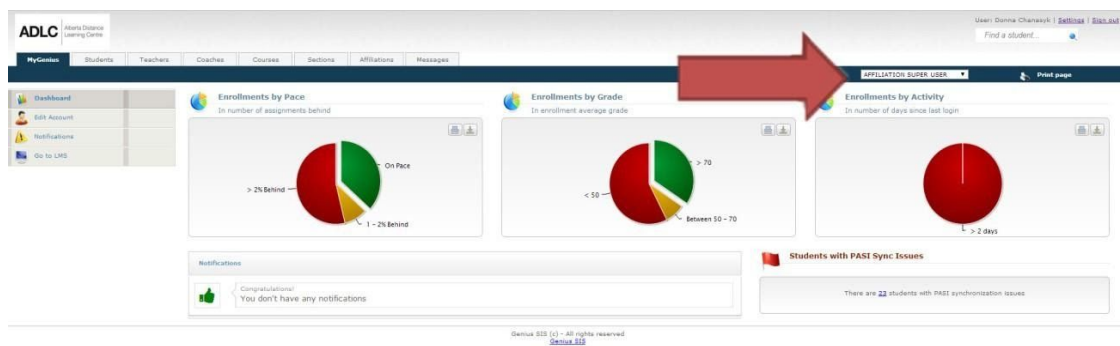 User: Donna Chanasyk | Settings | Sign out
ADLC Alberta Distance
Learning Centre
Find a student...
MyGenius Students Teachers Coaches Courses Sections Affiliations Messages
AFFILIATION SUPER USER Print page
Dashboard
Edit Account
Notifications
Go to LMS
Enrollments by Pace
In number of assignments behind
On Pace
> 2% Behind
1 - 2% Behind
Enrollments by Grade
In enrollment average grade
> 70
< 50
Between 50 - 70
Enrollments by Activity
In number of days since last login
> 2 days
Notifications
Congratulations!
You don't have any notifications
Students with PASI Sync Issues
There are 23 students with PASI synchronization issues
Genius SIS (c) - All rights reserved
Genius SIS